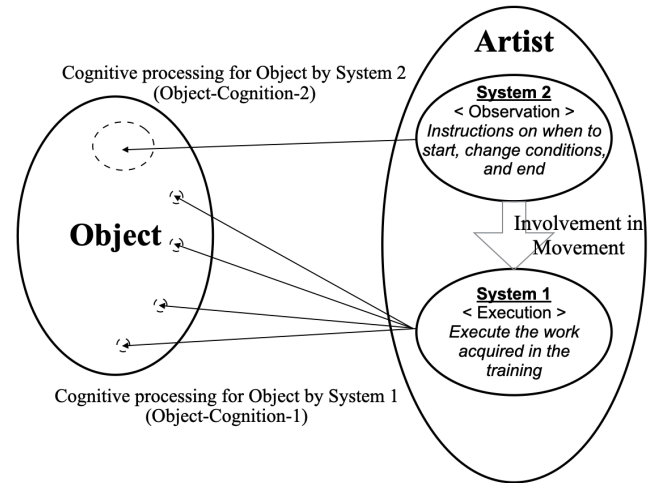 Artist
Cognitive processing for Object by System 2
(Object-Cognition-2)
System 2
< Observation >
Instructions on when to
start, change conditions,
and end
Object
Involvement in
Movement
System 1
< Execution >
Execute the work
acquired in the
training
Cognitive processing for Object by System 1
(Object-Cognition-1)